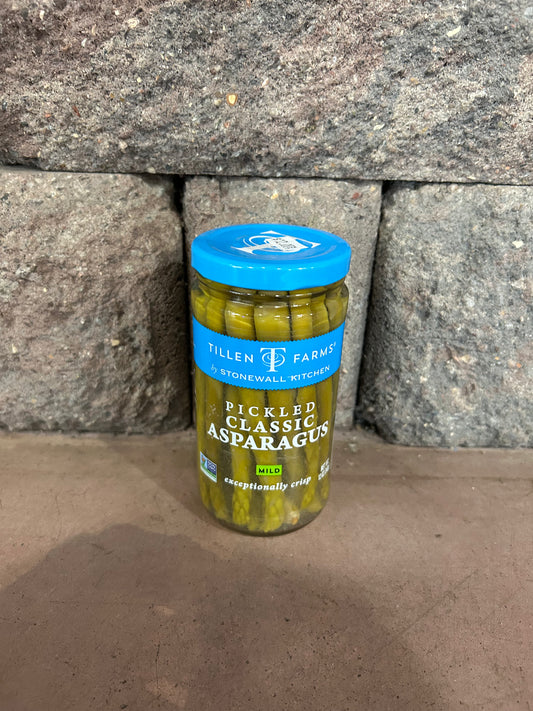 TILLEN T FARMS®
by STONEWALL KITCHEN
PICKLED
CLASSIC
ASPARAGUS
MILD
exceptionally crisp